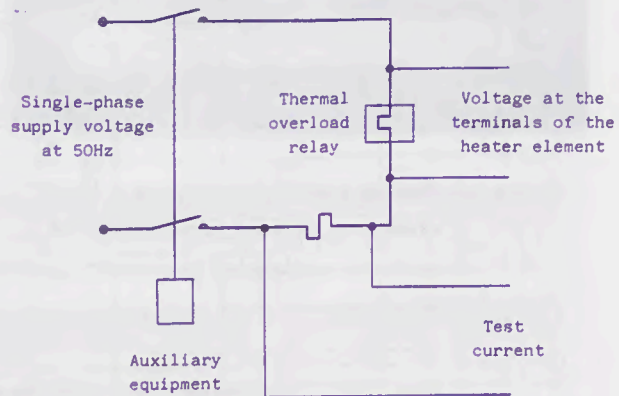 Single-phase
supply voltage
at 50Hz
Thermal
overload
relay
Voltage at the
terminals of the
heater element
Test
current
Auxiliary
equipment